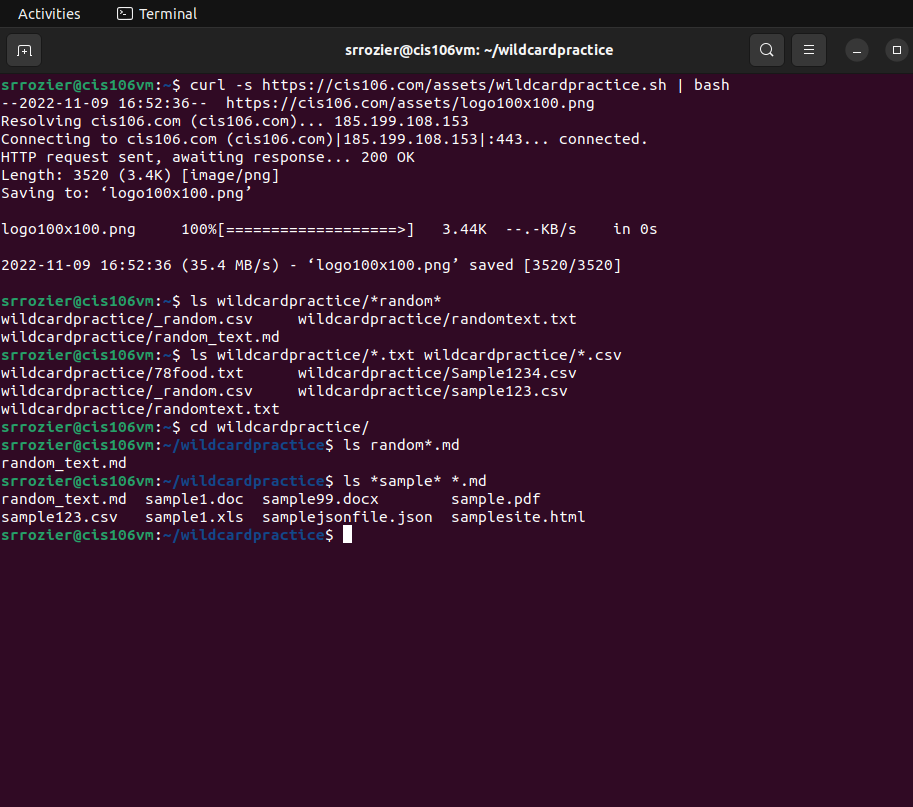 Activities Terminal
srrozier@cis106vm: ~/wildcardpractice
srrozier@cis106vm:~$ curl -s https://cis106.com/assets/wildcardpractice.sh | bash
--2022-11-09 16:52:36--  https://cis106.com/assets/logo100x100.png
Resolving cis106.com (cis106.com)... 185.199.108.153
Connecting to cis106.com (cis106.com)|185.199.108.153|:443... connected.
HTTP request sent, awaiting response... 200 OK
Length: 3520 (3.4K) [image/png]
Saving to: ‘logo100x100.png’
logo100x100.png     100%[===================>]   3.44K  --.-KB/s    in 0s
2022-11-09 16:52:36 (35.4 MB/s) - ‘logo100x100.png’ saved [3520/3520]
srrozier@cis106vm:~$ ls wildcardpractice/*random*
wildcardpractice/_random.csv     wildcardpractice/randomtext.txt
wildcardpractice/random_text.md
srrozier@cis106vm:~$ ls wildcardpractice/*.txt wildcardpractice/*.csv
wildcardpractice/78food.txt      wildcardpractice/Sample1234.csv
wildcardpractice/_random.csv     wildcardpractice/sample123.csv
wildcardpractice/randomtext.txt
srrozier@cis106vm:~$ cd wildcardpractice/
srrozier@cis106vm:~/wildcardpractice$ ls random*.md
random_text.md
srrozier@cis106vm:~/wildcardpractice$ ls *sample* *.md
random_text.md  sample1.doc  sample99.docx        sample.pdf
sample123.csv   sample1.xls  samplejsonfile.json  samplesite.html
srrozier@cis106vm:~/wildcardpractice$